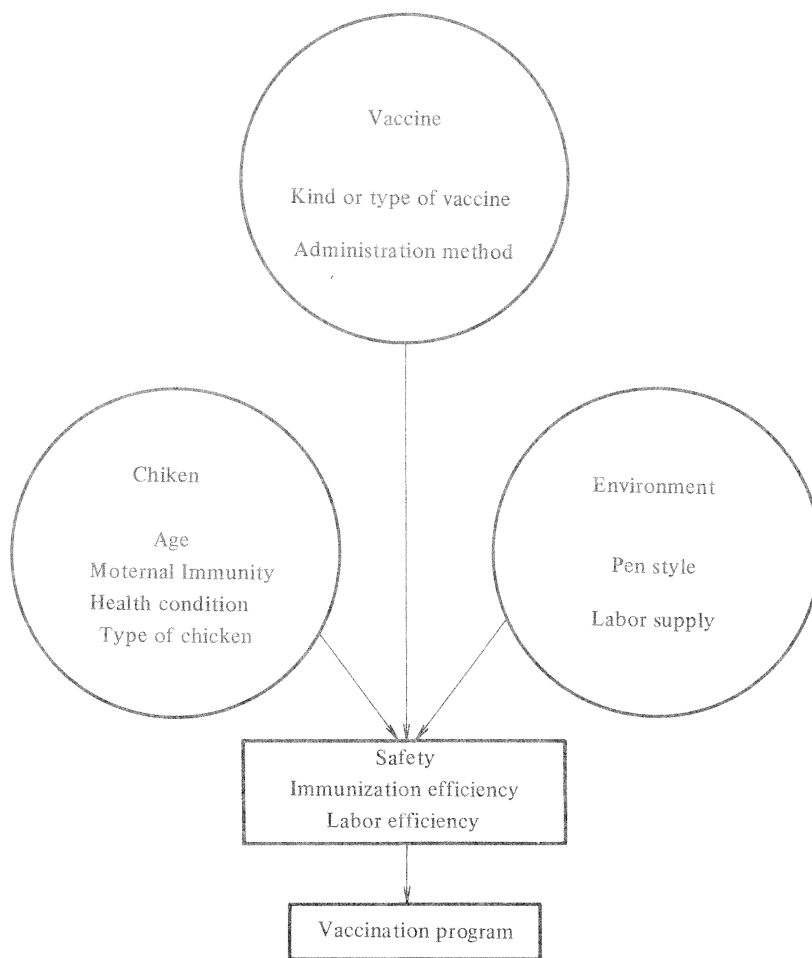 Vaccine
Kind or type of vaccine
Administration method
Chiken
Age
Moternal Immunity
Health condition
Type of chicken
Environment
Pen style
Labor supply
Safety
Immunization efficiency
Labor efficiency
Vaccination program